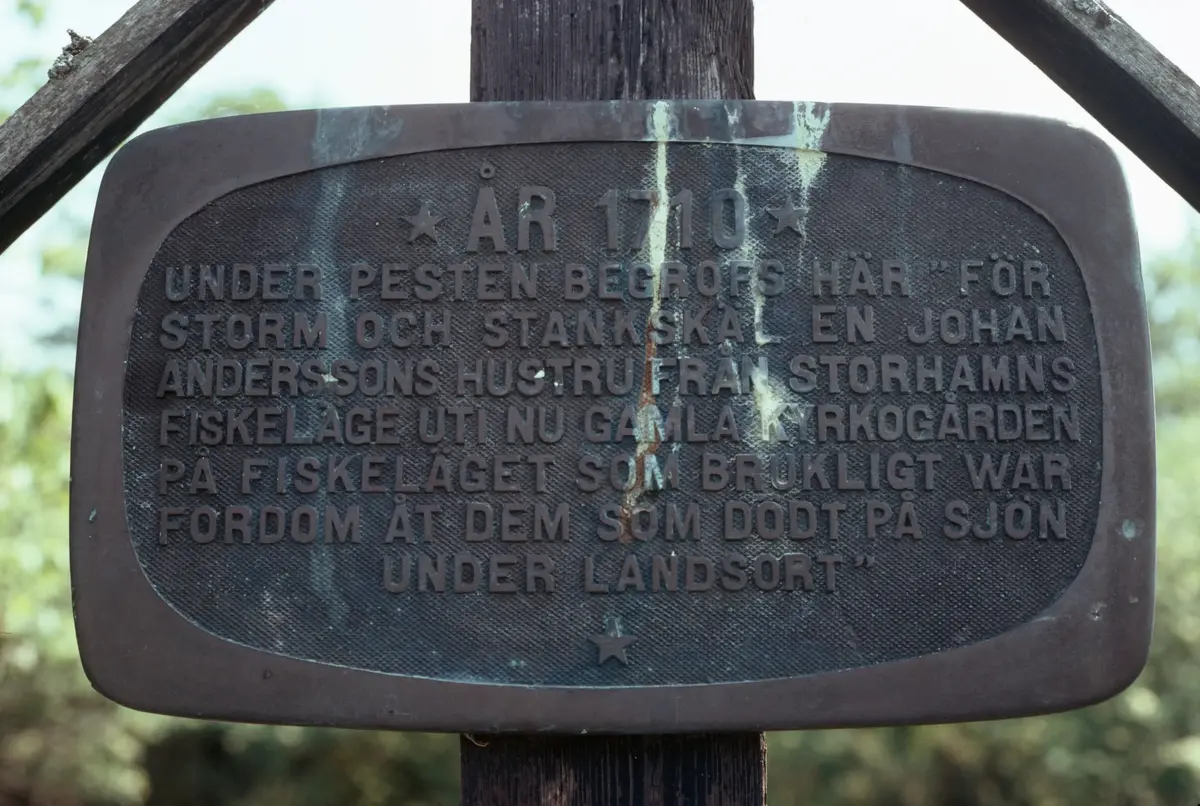 ÅR 1710
UNDER PESTEN BEGROFS HÄR "FÖR
STORM OCH STANKSKÄL EN JOHAN
ANDERSSONS HUSTRU FRÅN STORHAMNS
FISKELÄGE UTI NU GAMLA KYRKOGÅRDEN
PÅ FISKELÄGET SOM BRUKLIGT WAR
FORDOM ÅT DEM SOM DÖDT PÅ SJÖN
UNDER LANDSORT"